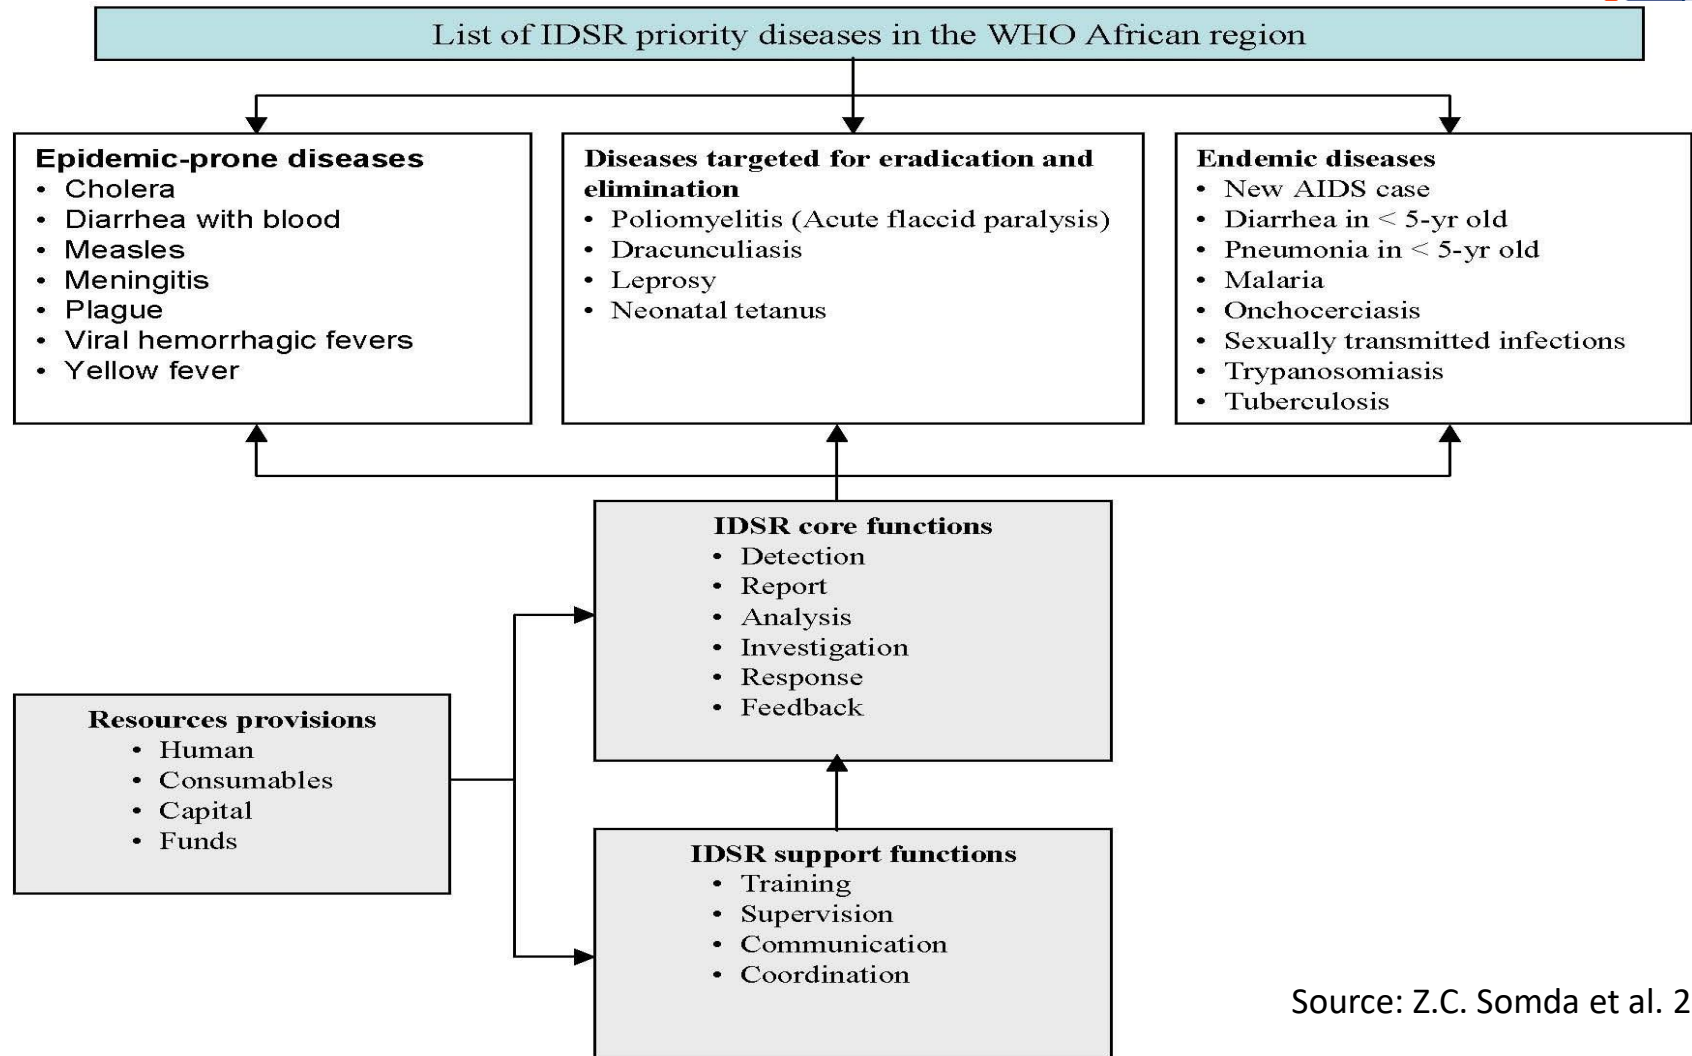 List of IDSR priority diseases in the WHO African region
Epidemic-prone diseases
• Cholera
• Diarrhea with blood
• Measles
• Meningitis
• Plague
• Viral hemorrhagic fevers
• Yellow fever
Diseases targeted for eradication and
elimination
• Poliomyelitis (Acute flaccid paralysis)
• Dracunculiasis
• Leprosy
• Neonatal tetanus
Endemic diseases
• New AIDS case
• Diarrhea in < 5-yr old
• Pneumonia in < 5-yr old
• Malaria
• Onchocerciasis
• Sexually transmitted infections
• Trypanosomiasis
• Tuberculosis
IDSR core functions
• Detection
• Report
• Analysis
• Investigation
• Response
• Feedback
Resources provisions
• Human
• Consumables
• Capital
• Funds
IDSR support functions
• Training
• Supervision
• Communication
• Coordination
Source: Z.C. Somda et al. 2